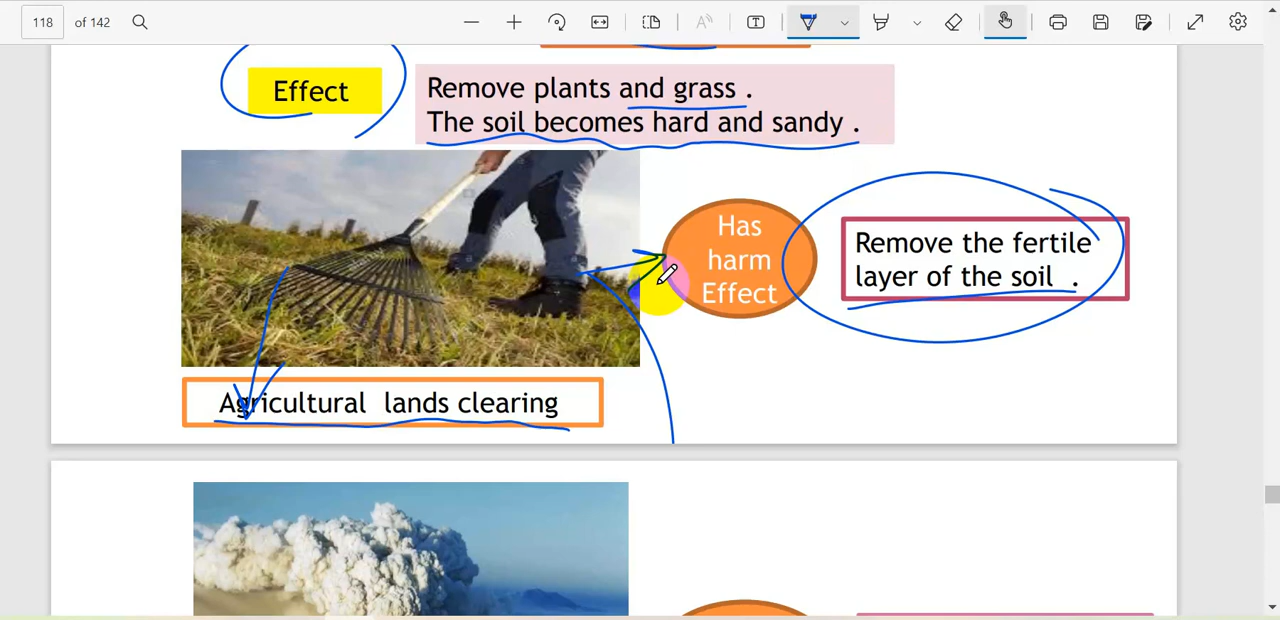 118 of 142
Effect
Remove plants and grass .
The soil becomes hard and sandy .
Has
harm
Effect
Remove the fertile
layer of the soil .
Agricultural lands clearing